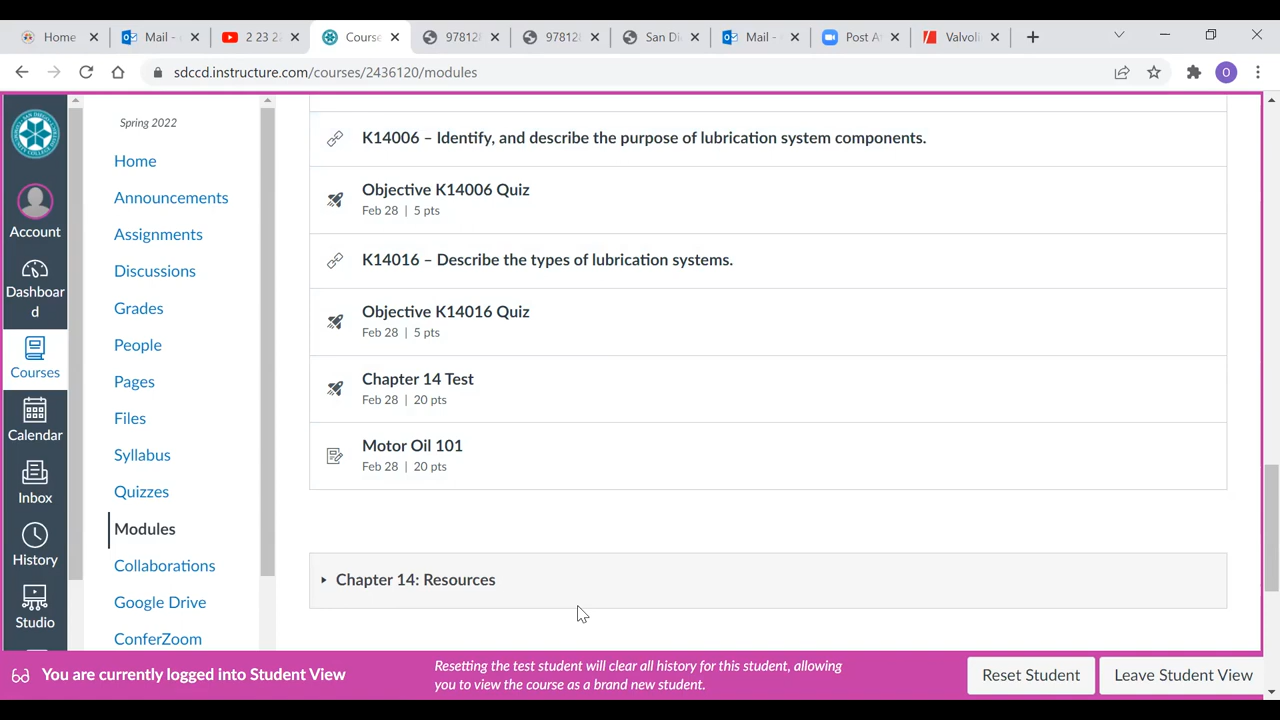 Home
Mail -
2 23 2
Course
978128
978128
San Di
Mail -
Post A
Valvoli
sdccd.instructure.com/courses/2436120/modules
O
Account
Dashboar
d
Courses
Calendar
Inbox
History
Studio
Spring 2022
Home
Announcements
Assignments
Discussions
Grades
People
Pages
Files
Syllabus
Quizzes
Modules
Collaborations
Google Drive
ConferZoom
K14006 – Identify, and describe the purpose of lubrication system components.
Objective K14006 Quiz
Feb 28 | 5 pts
K14016 – Describe the types of lubrication systems.
Objective K14016 Quiz
Feb 28 | 5 pts
Chapter 14 Test
Feb 28 | 20 pts
Motor Oil 101
Feb 28 | 20 pts
Chapter 14: Resources
You are currently logged into Student View
Resetting the test student will clear all history for this student, allowing
you to view the course as a brand new student.
Reset Student
Leave Student View